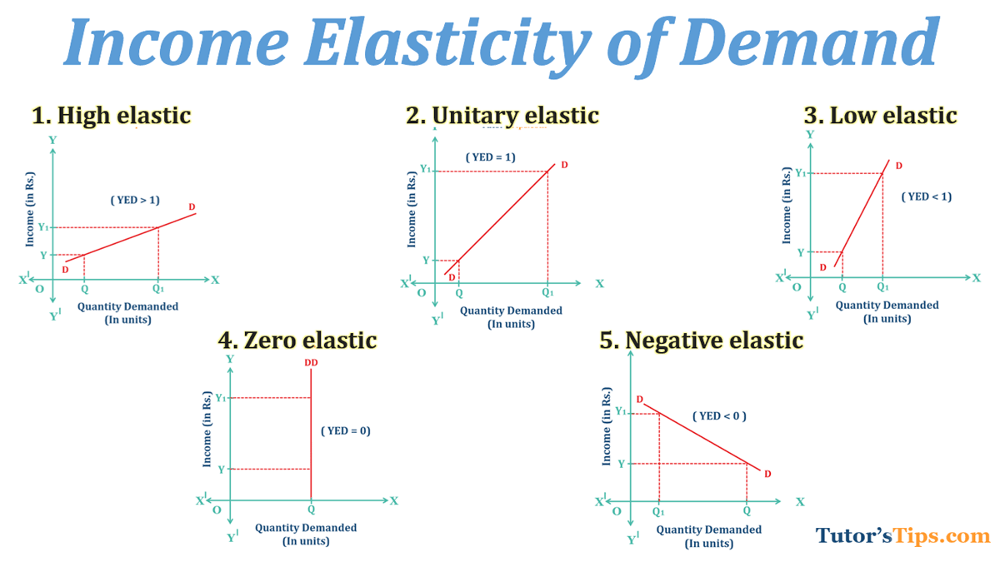 Income Elasticity of Demand
1. High elastic
Y
Income (in Rs.)
( YED > 1)
D
Y1
Y
D
X'
O
Q
Q1
X
Y'
Quantity Demanded
(In units)
2. Unitary elastic
Income (in Rs.)
( YED = 1)
D
Y1
Y
D
X'
O
Q
Q1
X
Y'
Quantity Demanded
(In units)
3. Low elastic
Y
Income (in Rs.)
D
Y1
( YED < 1)
Y
D
X'
O
Q
Q1
X
Y'
Quantity Demanded
(In units)
4. Zero elastic
Y
DD
Income (in Rs.)
Y1
( YED = 0)
Y
X'
O
Q
X
Y'
Quantity Demanded
(In units)
5. Negative elastic
Income (in Rs.)
D
Y1
( YED < 0 )
Y
D
X'
O
Q1
Q
X
Y'
Quantity Demanded
(In units)
Tutor'sTips.com